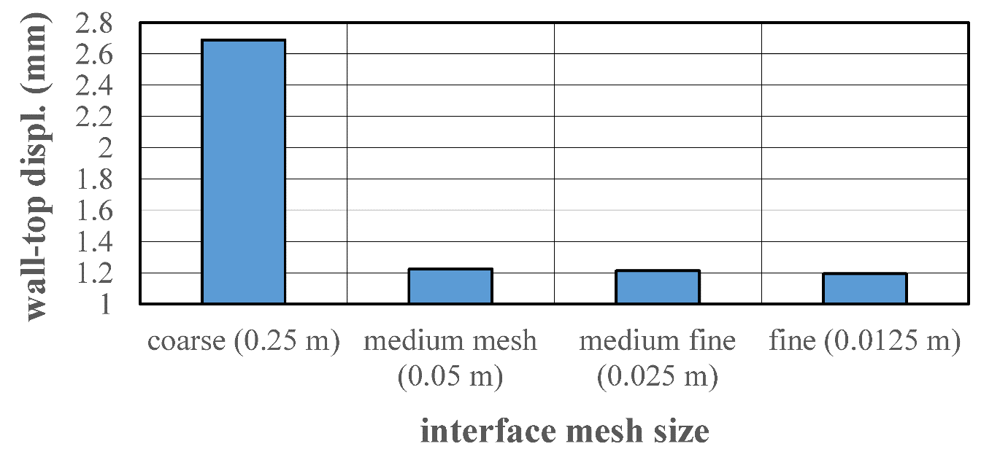 wall-top displ. (mm)
2.8
2.6
2.4
2.2
2
1.8
1.6
1.4
1.2
1
coarse (0.25 m)
medium mesh
(0.05 m)
medium fine
(0.025 m)
fine (0.0125 m)
interface mesh size